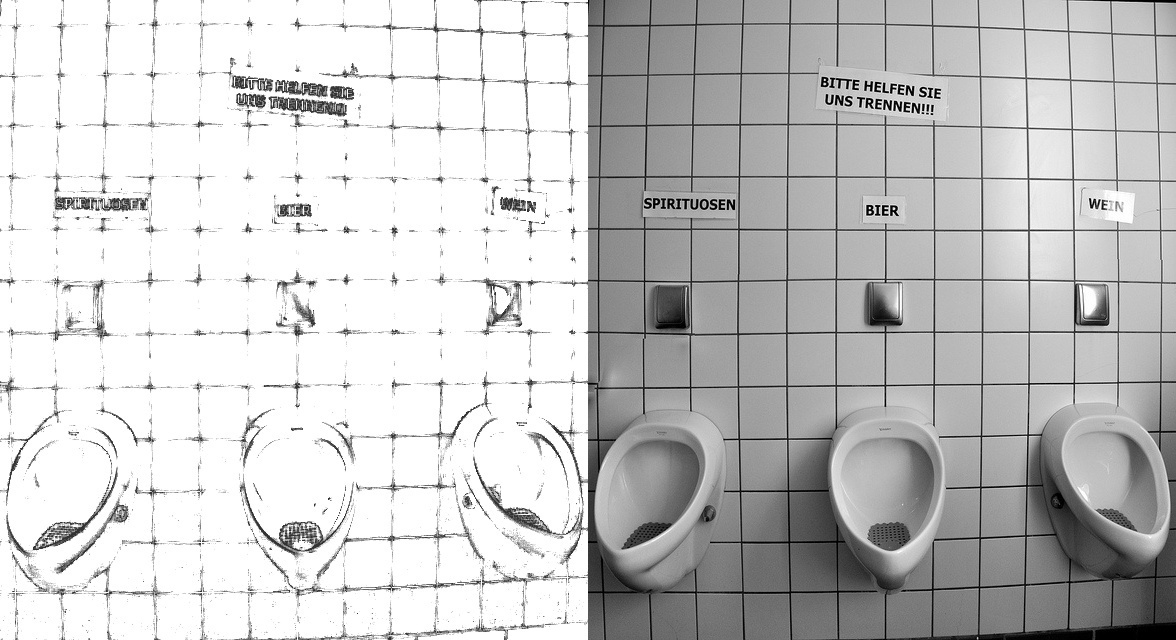 BITTE HELFEN SIE
UNS TRENNEN!!!
SPIRITUOSEN BIER WEIN
BITTE HELFEN SIE
UNS TRENNEN!!!
SPIRITUOSEN BIER WEIN